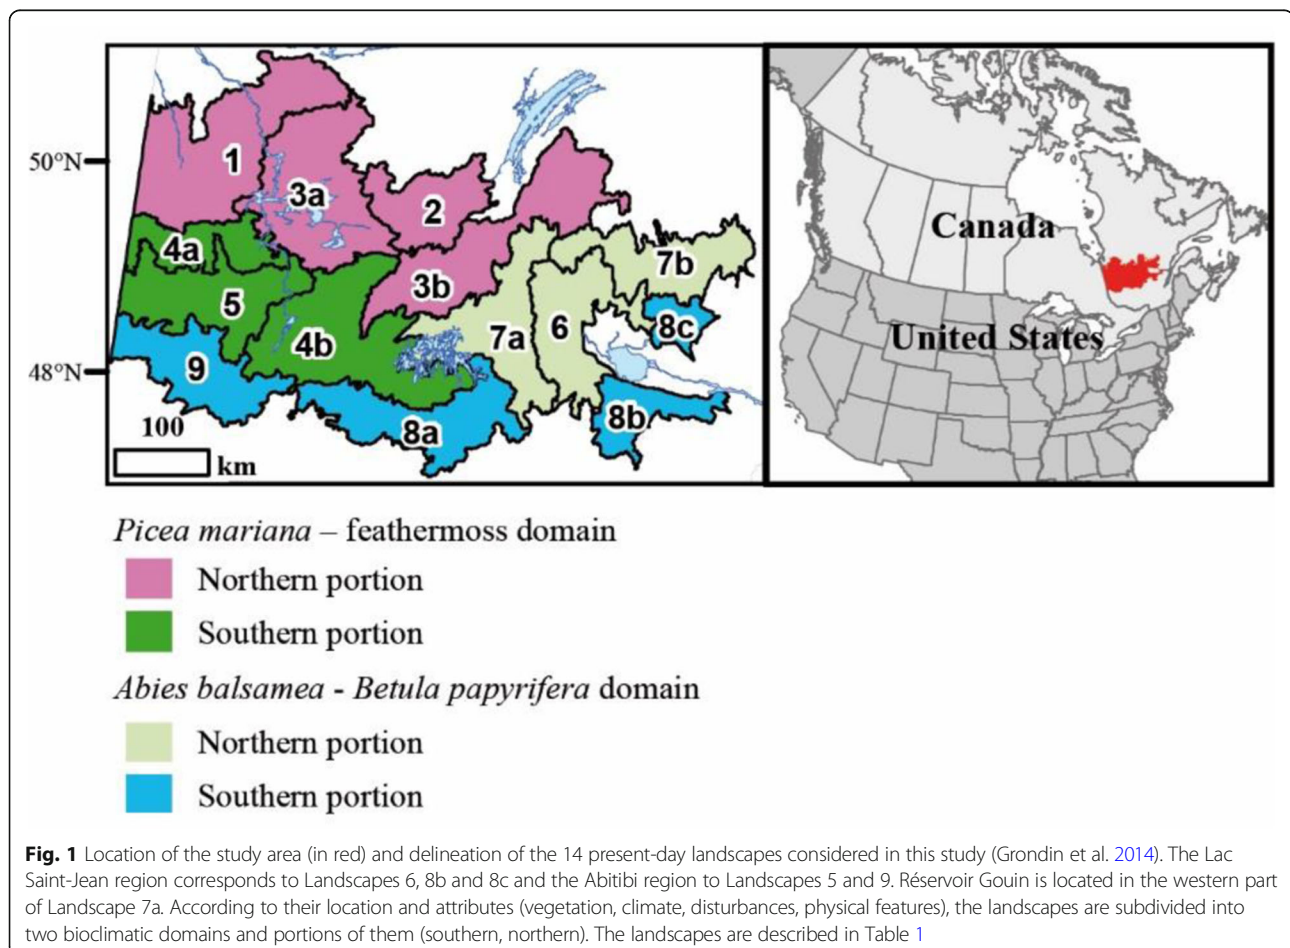 50°N
48°N
1
3a
2
4a
5
3b
7b
4b
7a
6
8c
9
8a
8b
100
km
Canada
United States
Picea mariana – feathermoss domain
Northern portion
Southern portion
Abies balsamea - Betula papyrifera domain
Northern portion
Southern portion
Fig. 1 Location of the study area (in red) and delineation of the 14 present-day landscapes considered in this study (Grondin et al. 2014). The Lac
Saint-Jean region corresponds to Landscapes 6, 8b and 8c and the Abitibi region to Landscapes 5 and 9. Réservoir Gouin is located in the western part
of Landscape 7a. According to their location and attributes (vegetation, climate, disturbances, physical features), the landscapes are subdivided into
two bioclimatic domains and portions of them (southern, northern). The landscapes are described in Table 1